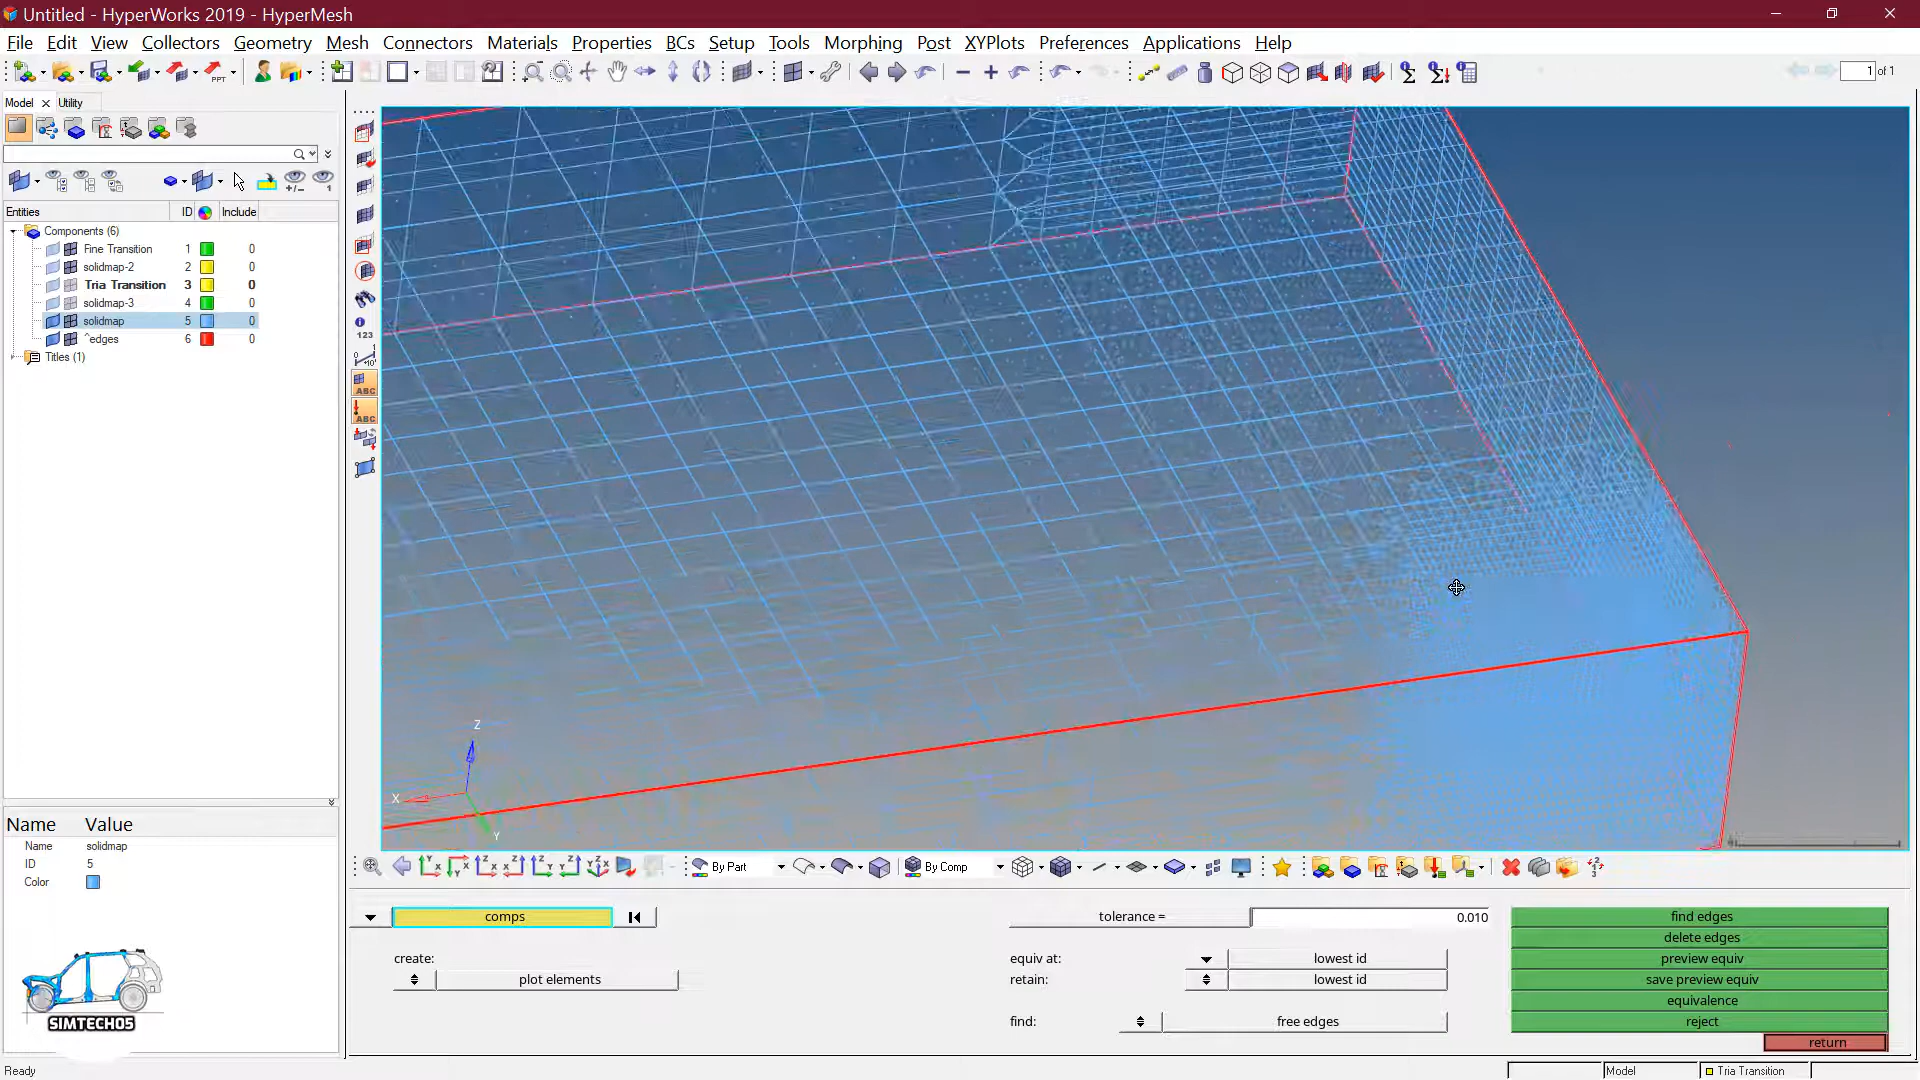 Untitled - HyperWorks 2019 - HyperMesh
File Edit View Collectors Geometry Mesh Connectors Materials Properties BCs Setup Tools Morphing Morphing Post XYPlots Preferences Applications Help
PPT
1 of 1
Model Utility
Entities ID Include
Components (6)
Fine Transition 1 0
solidmap-2 2 0
Tria Transition 3 0
solidmap-3 4 0
solidmap 5 0
^edges 6 0
Titles (1)
123
ABC
ABC
Z
X
Y
Name Value
Name solidmap
ID 5
Color
By Part
By Comp
comps
tolerance = 0.010
find edges
delete edges
create:
equiv at: lowest id
preview equiv
plot elements
retain: lowest id
save preview equiv
equivalence
find: free edges
reject
return
SIMTECH05
Ready
Model
Tria Transition